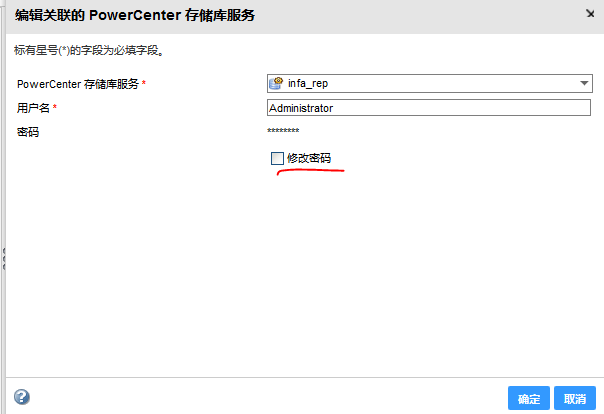 编辑关联的 PowerCenter 存储库服务
标有星号(*)的字段为必填字段。
PowerCenter 存储库服务 * infa_rep
用户名 * Administrator
密码 ********
修改密码
确定 取消